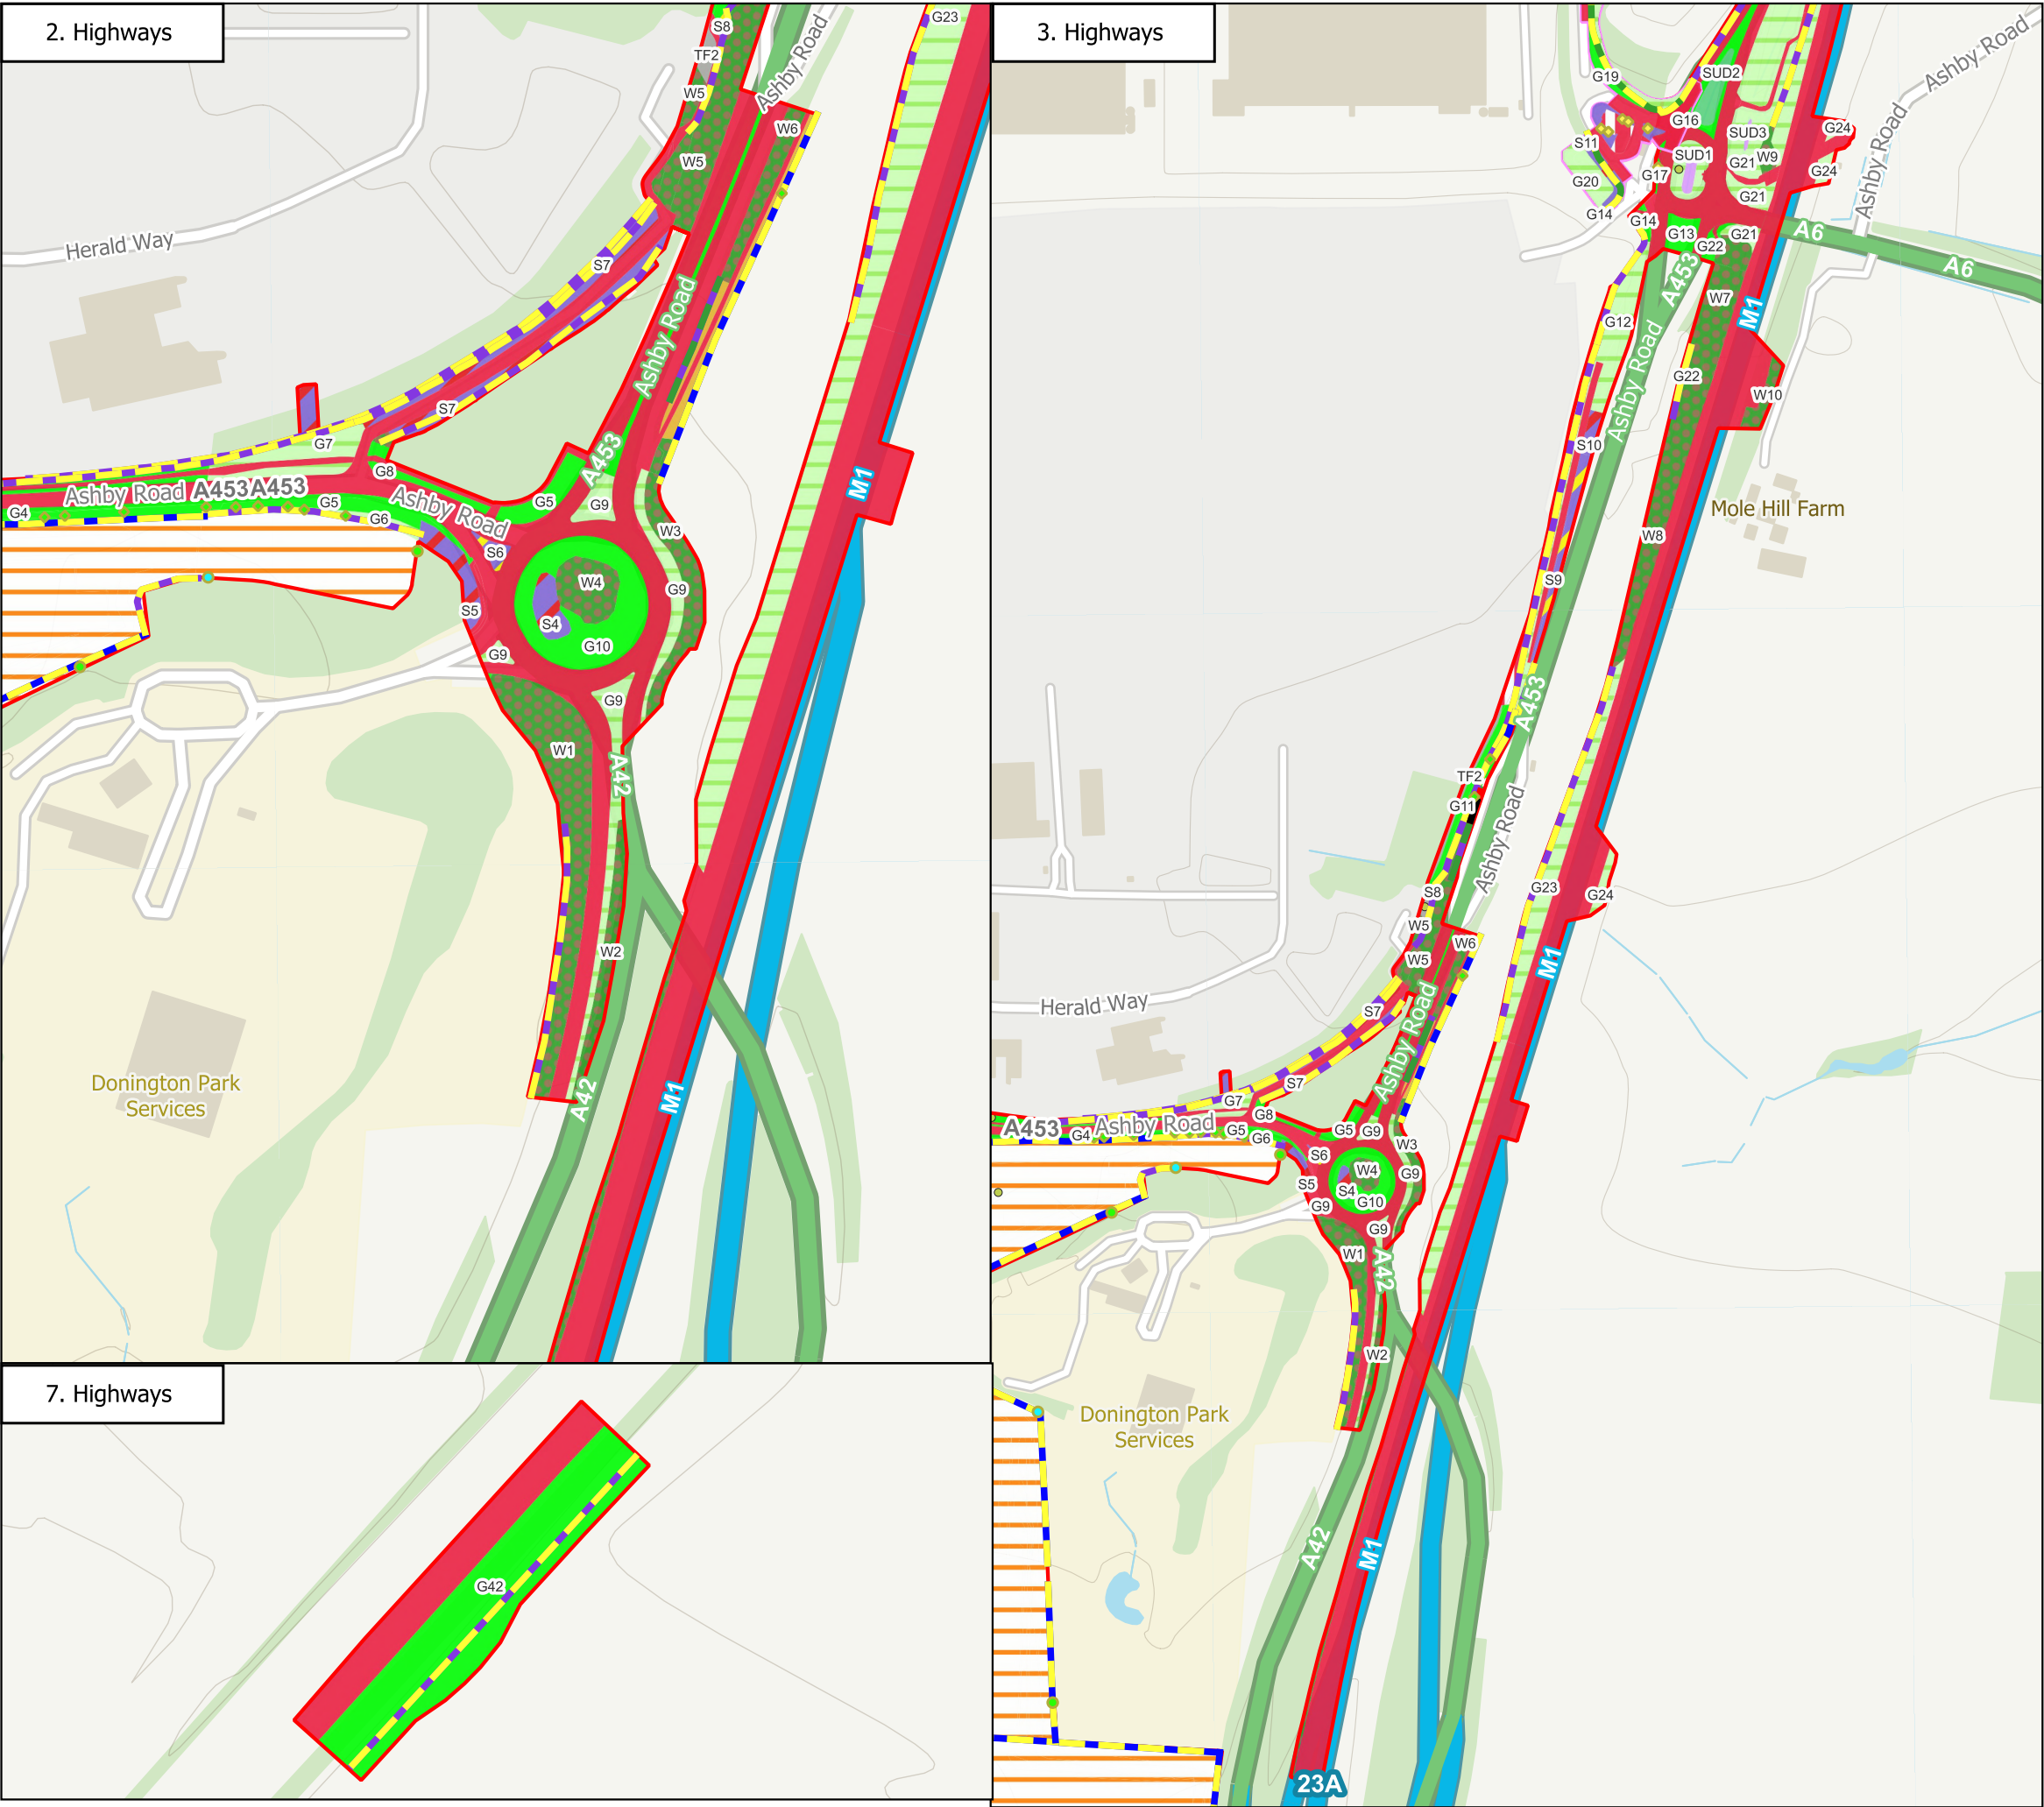 2. Highways
S8
TF2
W5
W5
Ashby Road
W6
G23
Herald Way
S7
Ashby Road
S7
G7
G8
A453
M1
Ashby Road
A453
A453
Ashby Road
G4
G5
G6
G5
G9
W3
S6
W4
G9
S5
S4
G10
G9
G9
W1
A42
W2
Donington Park
Services
A42
M1
7. Highways
G42
3. Highways
G19
SUD2
Ashby Road
G16
G24
SUD3
S11
SUD1
G21
W9
G17
G24
G20
G21
Ashby Road
G14
G14
G13
G21
A6
G22
A6
A453
W7
M1
G12
Ashby Road
G22
W10
S10
Mole Hill Farm
W8
S9
A453
TF2
G11
Ashby Road
S8
G23
G24
W5
W6
W5
M1
Herald Way
S7
Ashby Road
S7
G7
G8
A453
Ashby Road
G4
G5
G6
G5
G9
W3
S6
W4
G9
S5
S4
G10
G9
G9
W1
A42
W2
Donington Park
Services
A42
M1
23A